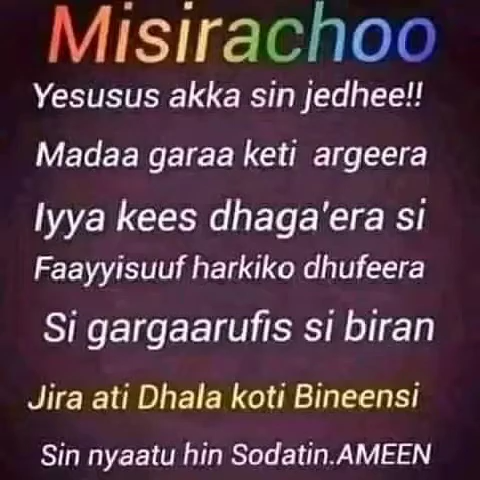 Misirachoo
Yesusus akka sin jedhee!!
Madaa garaa keti argeera
Iyya kees dhaga'era si
Faayyisuuf harkiko dhufeera
Si gargaarufis si biran
Jira ati Dhala koti Bineensi
Sin nyaatu hin Sodatin.AMEEN